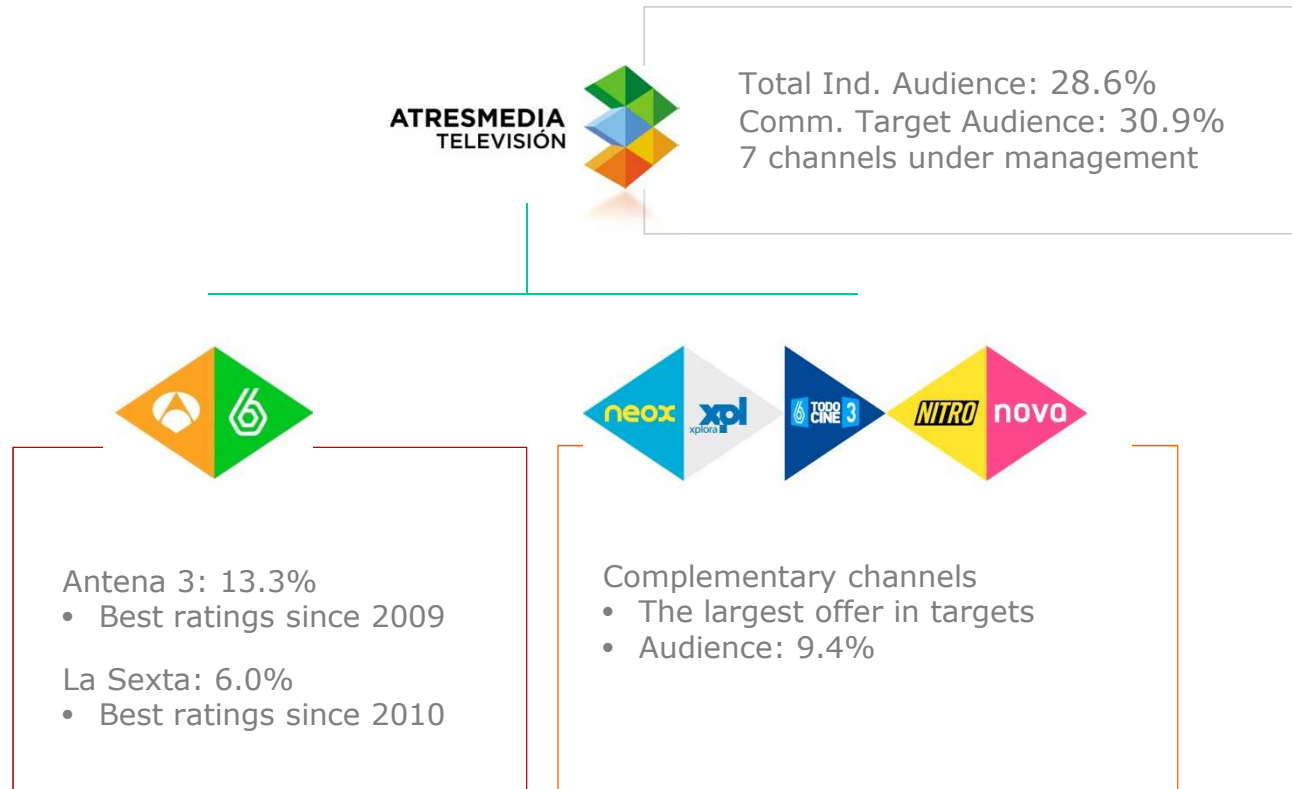 ATRESMEDIA
TELEVISIÓN
Total Ind. Audience: 28.6%
Comm. Target Audience: 30.9%
7 channels under management
6
neox
xpl
xplora
6 TODO CINE 3
NITRO
nova
Antena 3: 13.3%
• Best ratings since 2009
La Sexta: 6.0%
• Best ratings since 2010
Complementary channels
• The largest offer in targets
• Audience: 9.4%